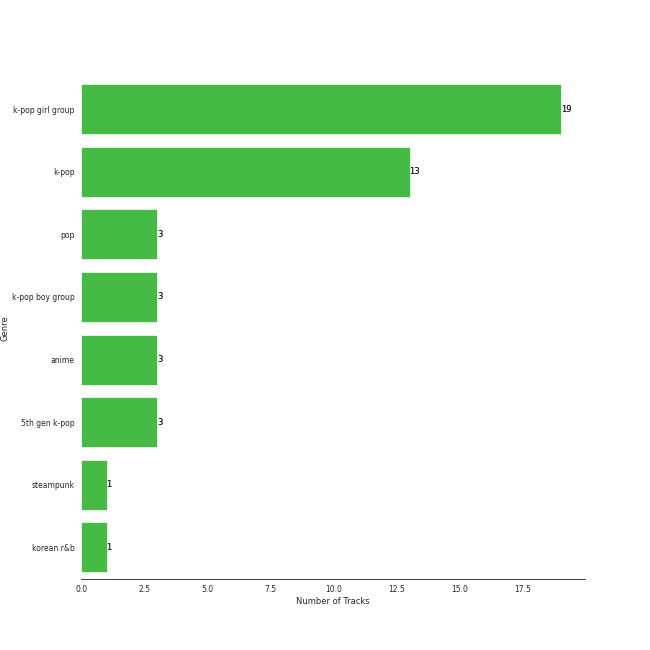 k-pop girl group 19
k-pop 13
pop 3
k-pop boy group 3
anime 3
5th gen k-pop 3
steampunk 1
korean r&b 1
Genre
0.0 2.5 5.0 7.5 10.0 12.5 15.0 17.5
Number of Tracks